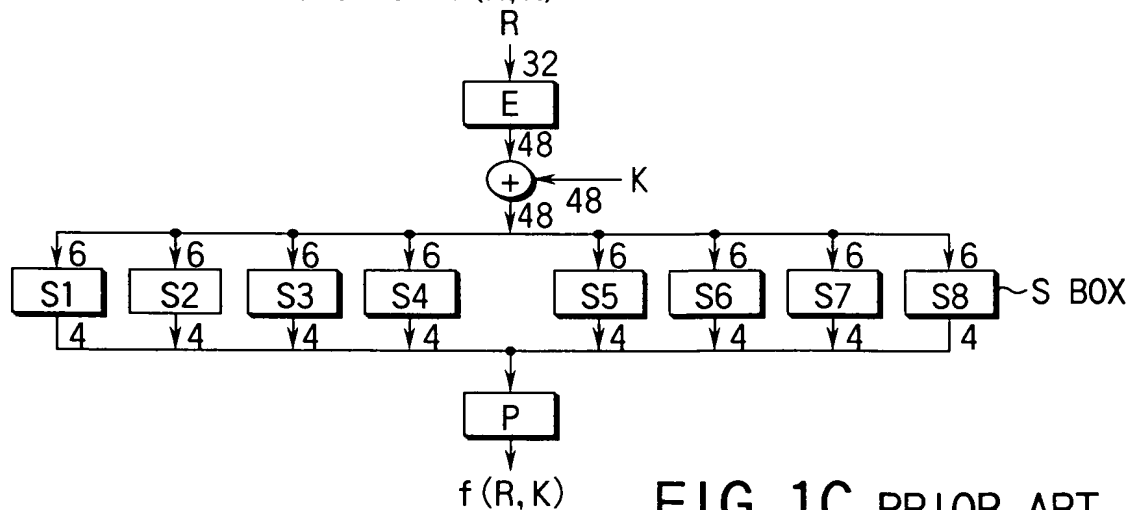 R
32
E
48
+
K
48
48
6 6 6 6 6 6 6 6
S1 S2 S3 S4 S5 S6 S7 S8 S BOX
4 4 4 4 4 4 4 4
P
f(R,K)
FIG. 1C PRIOR ART